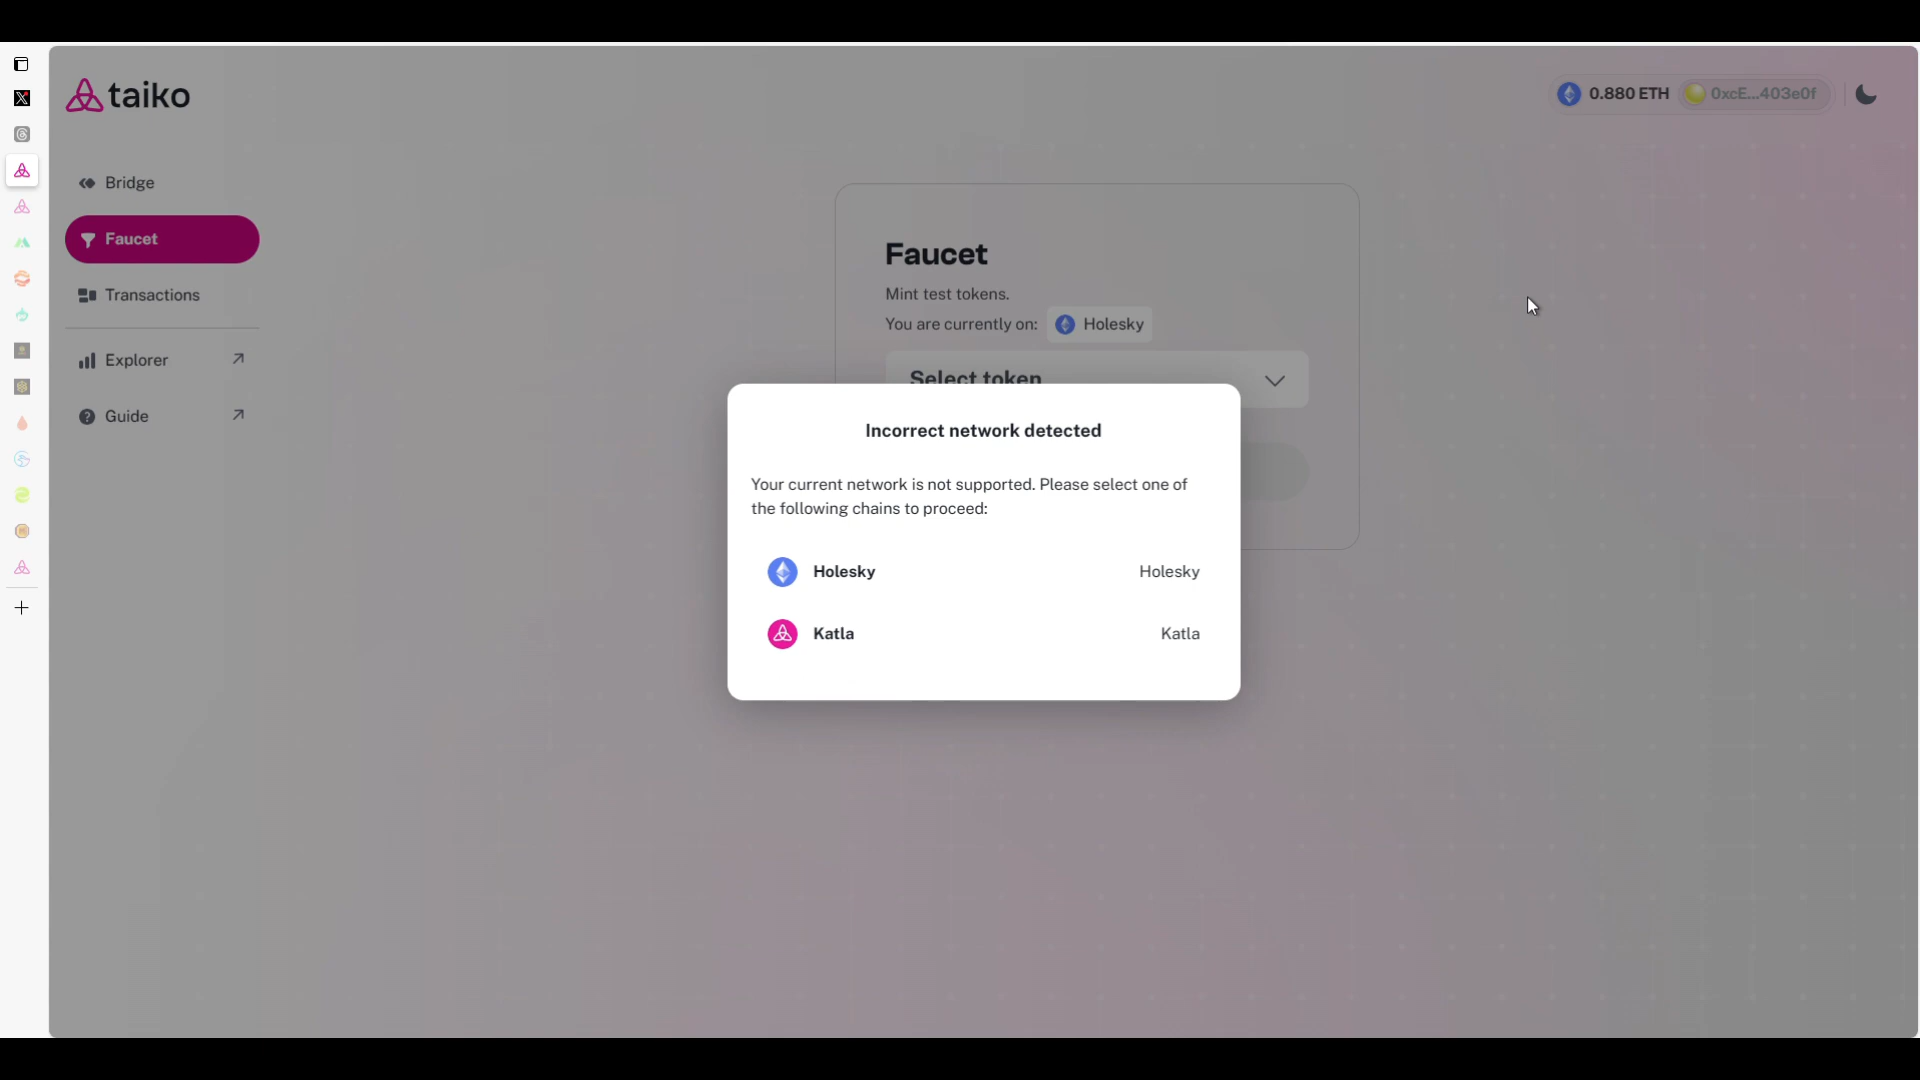 taiko
0.880 ETH
0xcE...403e0f
Bridge
Faucet
Transactions
Explorer
Guide
Faucet
Mint test tokens.
You are currently on: Holesky
Select token
Incorrect network detected
Your current network is not supported. Please select one of
the following chains to proceed:
Holesky Holesky
Katla Katla